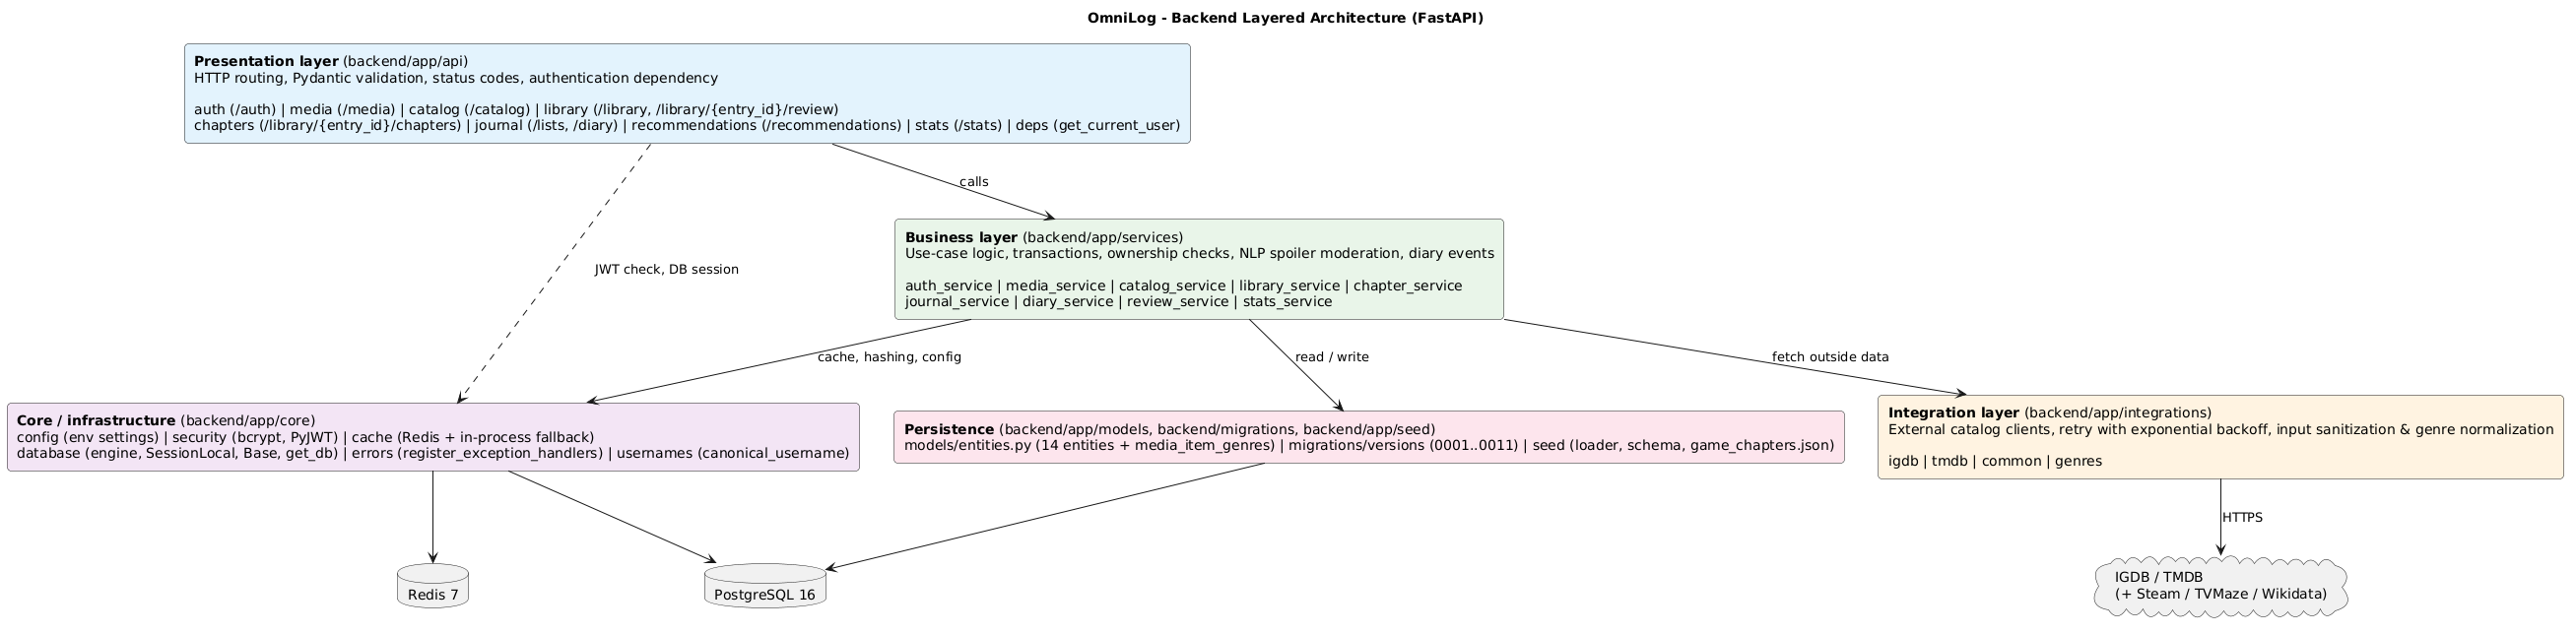 OmniLog - Backend Layered Architecture (FastAPI)
Presentation layer (backend/app/api)
HTTP routing, Pydantic validation, status codes, authentication dependency
auth (/auth) | media (/media) | catalog (/catalog) | library (/library, /library/{entry_id}/review)
chapters (/library/{entry_id}/chapters) | journal (/lists, /diary) | recommendations (/recommendations) | stats (/stats) | deps (get_current_user)
calls
Business layer (backend/app/services)
Use-case logic, transactions, ownership checks, NLP spoiler moderation, diary events
auth_service | media_service | catalog_service | library_service | chapter_service
journal_service | diary_service | review_service | stats_service
JWT check, DB session
cache, hashing, config
read / write
fetch outside data
Core / infrastructure (backend/app/core)
config (env settings) | security (bcrypt, PyJWT) | cache (Redis + in-process fallback)
database (engine, SessionLocal, Base, get_db) | errors (register_exception_handlers) | usernames (canonical_username)
Persistence (backend/app/models, backend/migrations, backend/app/seed)
models/entities.py (14 entities + media_item_genres) | migrations/versions (0001..0011) | seed (loader, schema, game_chapters.json)
Integration layer (backend/app/integrations)
External catalog clients, retry with exponential backoff, input sanitization & genre normalization
igdb | tmdb | common | genres
HTTPS
Redis 7
PostgreSQL 16
IGDB / TMDB
(+ Steam / TVMaze / Wikidata)